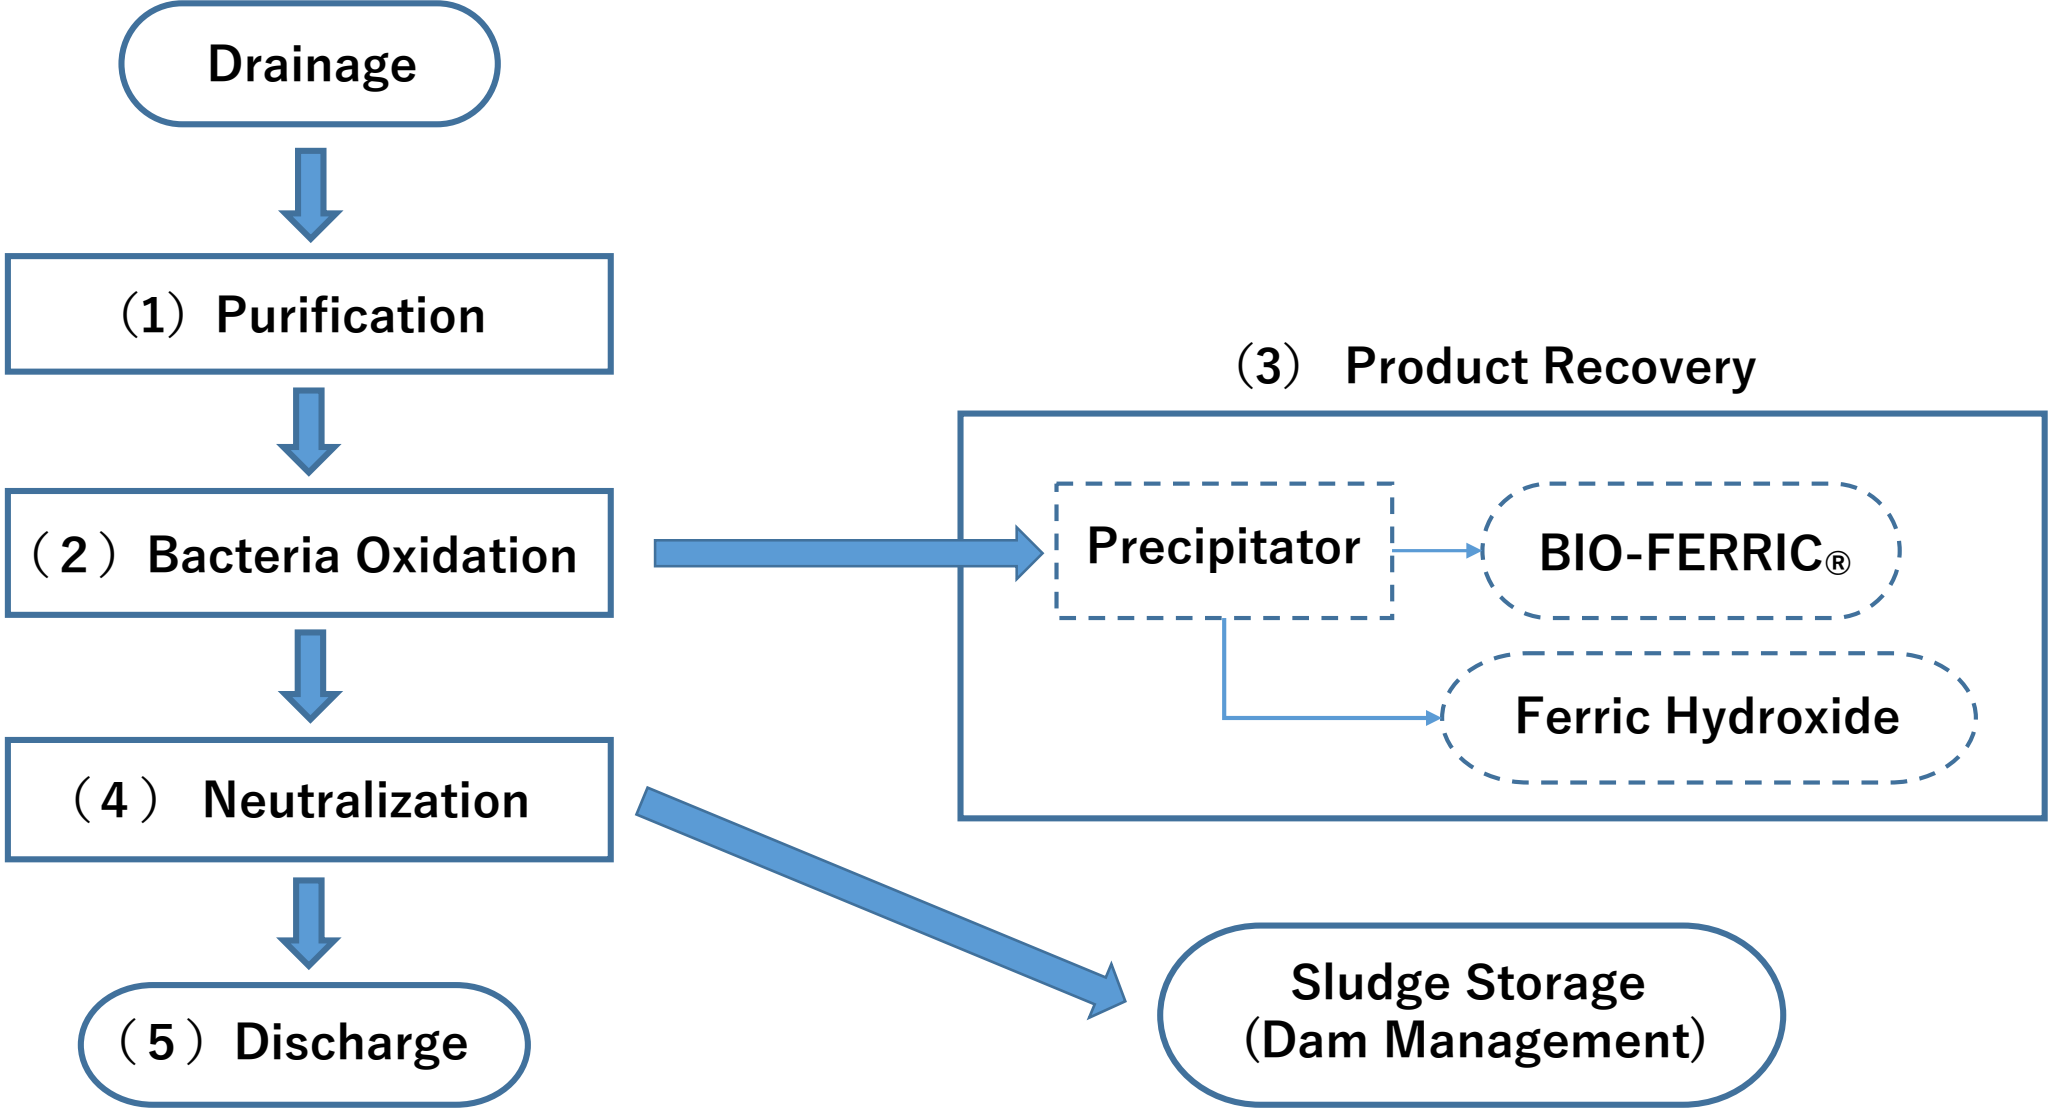 Drainage
（1）Purification
（２）Bacteria Oxidation
（3） Product Recovery
Precipitator
BIO-FERRIC®
Ferric Hydroxide
（４） Neutralization
Sludge Storage
(Dam Management)
（５）Discharge